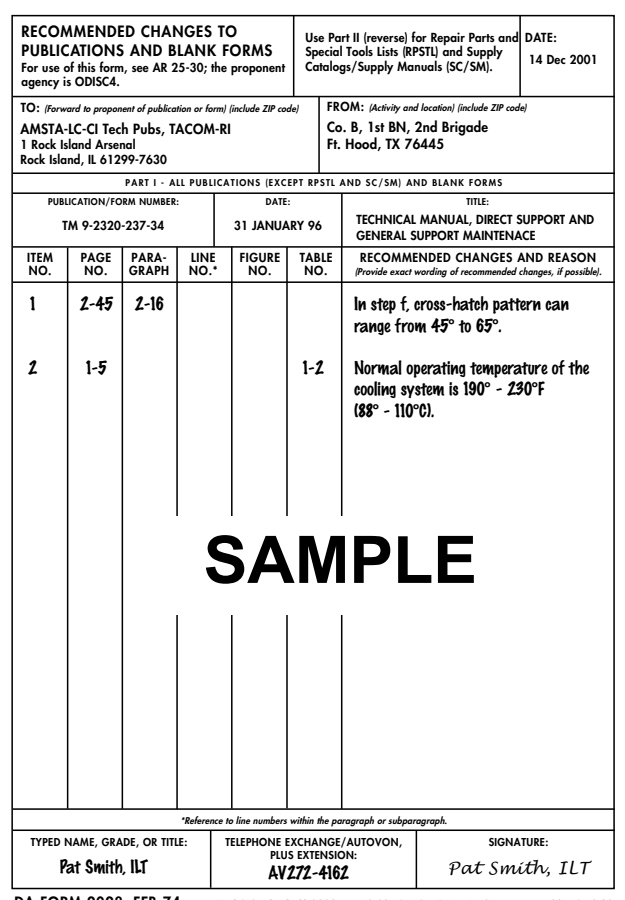 RECOMMENDED CHANGES TO
PUBLICATIONS AND BLANK FORMS
For use of this form, see AR 25-30; the proponent
agency is ODISC4.
Use Part II (reverse) for Repair Parts and
Special Tools Lists (RPSTL) and Supply
Catalogs/Supply Manuals (SC/SM).
DATE:
14 Dec 2001
TO: (Forward to proponent of publication or form) (include ZIP code)
AMSTA-LC-CI Tech Pubs, TACOM-RI
1 Rock Island Arsenal
Rock Island, IL 61299-7630
FROM: (Activity and location) (include ZIP code)
Co. B, 1st BN, 2nd Brigade
Ft. Hood, TX 76445
PART I - ALL PUBLICATIONS (EXCEPT RPSTL AND SC/SM) AND BLANK FORMS
PUBLICATION/FORM NUMBER:
TM 9-2320-237-34
DATE:
31 JANUARY 96
TITLE:
TECHNICAL MANUAL, DIRECT SUPPORT AND
GENERAL SUPPORT MAINTENACE
ITEM NO.
PAGE NO.
PARA-GRAPH
LINE NO.*
FIGURE NO.
TABLE NO.
RECOMMENDED CHANGES AND REASON
(Provide exact wording of recommended changes, if possible).
1 2-45 2-16 In step f, cross-hatch pattern can
range from 45° to 65°.
2 1-5 1-2 Normal operating temperature of the
cooling system is 190° - 230°F
(88° - 110°C).
SAMPLE
*Reference to line numbers within the paragraph or subparagraph.
TYPED NAME, GRADE, OR TITLE:
Pat Smith, ILT
TELEPHONE EXCHANGE/AUTOVON,
PLUS EXTENSION:
AV272-4162
SIGNATURE:
Pat Smith, ILT